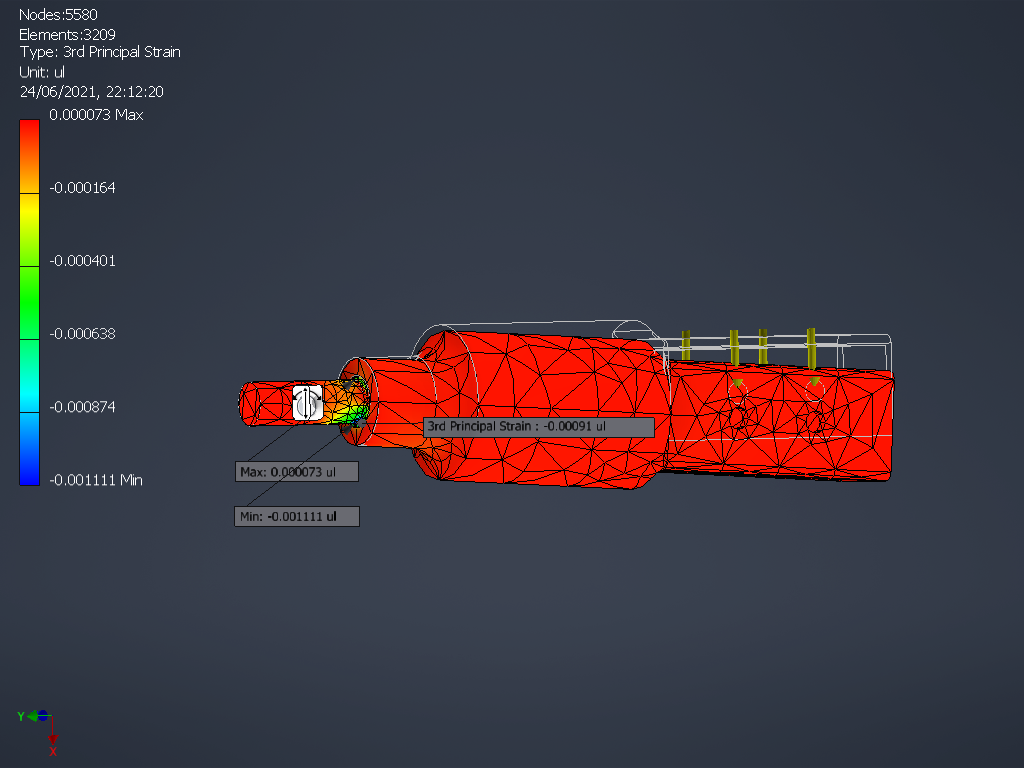 Nodes:5580
Elements:3209
Type: 3rd Principal Strain
Unit: ul
24/06/2021, 22:12:20
0.000073 Max
-0.000164
-0.000401
-0.000638
-0.000874
-0.001111 Min
3rd Principal Strain : -0.00091 ul
Max: 0.000073 ul
Min: -0.001111 ul
Y
X